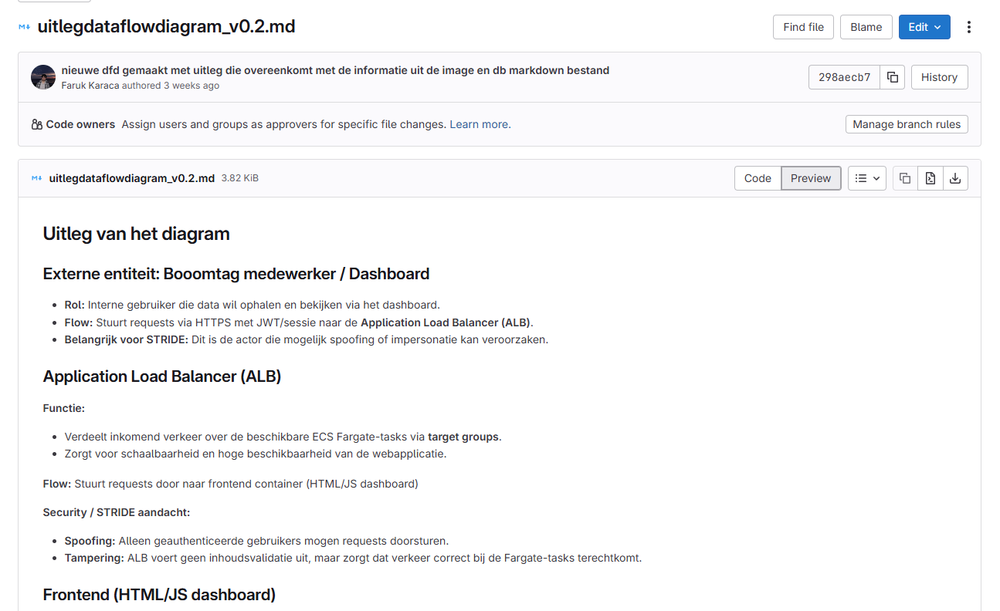 M↓ uitlegdataflowdiagram_v0.2.md
Find file
Blame
Edit
nieuwe dfd gemaakt met uitleg die overeenkomt met de informatie uit de image en db markdown bestand
Faruk Karaca authored 3 weeks ago
298aecb7
History
Code owners Assign users and groups as approvers for specific file changes. Learn more.
Manage branch rules
M↓ uitlegdataflowdiagram_v0.2.md 3.82 KiB
Code
Preview
Uitleg van het diagram
Externe entiteit: Booomtag medewerker / Dashboard
• Rol: Interne gebruiker die data wil ophalen en bekijken via het dashboard.
• Flow: Stuurt requests via HTTPS met JWT/sessie naar de Application Load Balancer (ALB).
• Belangrijk voor STRIDE: Dit is de actor die mogelijk spoofing of impersonatie kan veroorzaken.
Application Load Balancer (ALB)
Functie:
• Verdeelt inkomend verkeer over de beschikbare ECS Fargate-tasks via target groups.
• Zorgt voor schaalbaarheid en hoge beschikbaarheid van de webapplicatie.
Flow: Stuurt requests door naar frontend container (HTML/JS dashboard)
Security / STRIDE aandacht:
• Spoofing: Alleen geauthenticeerde gebruikers mogen requests doorsturen.
• Tampering: ALB voert geen inhoudsvalidatie uit, maar zorgt dat verkeer correct bij de Fargate-tasks terechtkomt.
Frontend (HTML/JS dashboard)